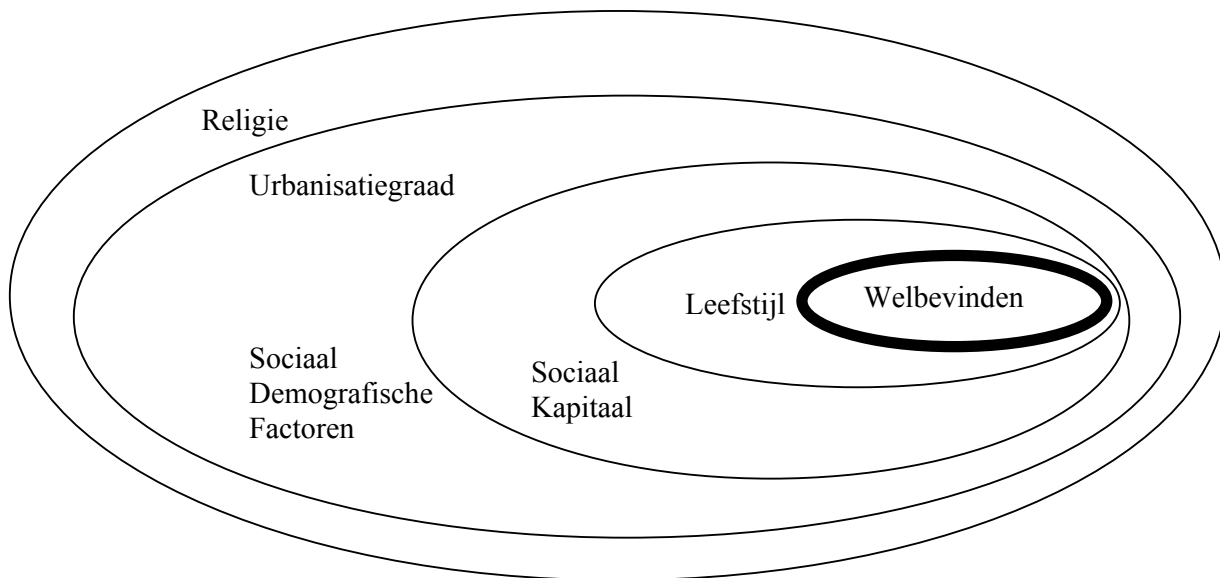 Religie
Urbanisatiegraad
Welbevinden
Leefstijl
Sociaal
Demografische
Factoren
Sociaal
Kapitaal